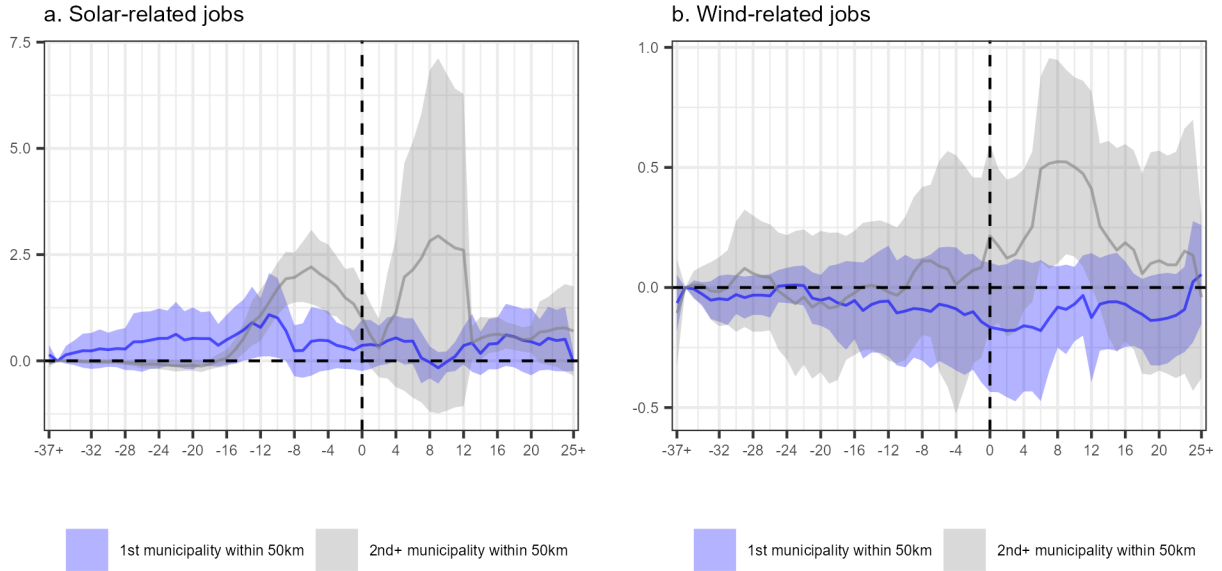 a. Solar-related jobs
7.5
5.0
2.5
0.0
-37+ -32 -28 -24 -20 -16 -12 -8 -4 0 4 8 12 16 20 25+
1st municipality within 50km 2nd+ municipality within 50km
b. Wind-related jobs
1.0
0.5
0.0
-0.5
-37+ -32 -28 -24 -20 -16 -12 -8 -4 0 4 8 12 16 20 25+
1st municipality within 50km 2nd+ municipality within 50km